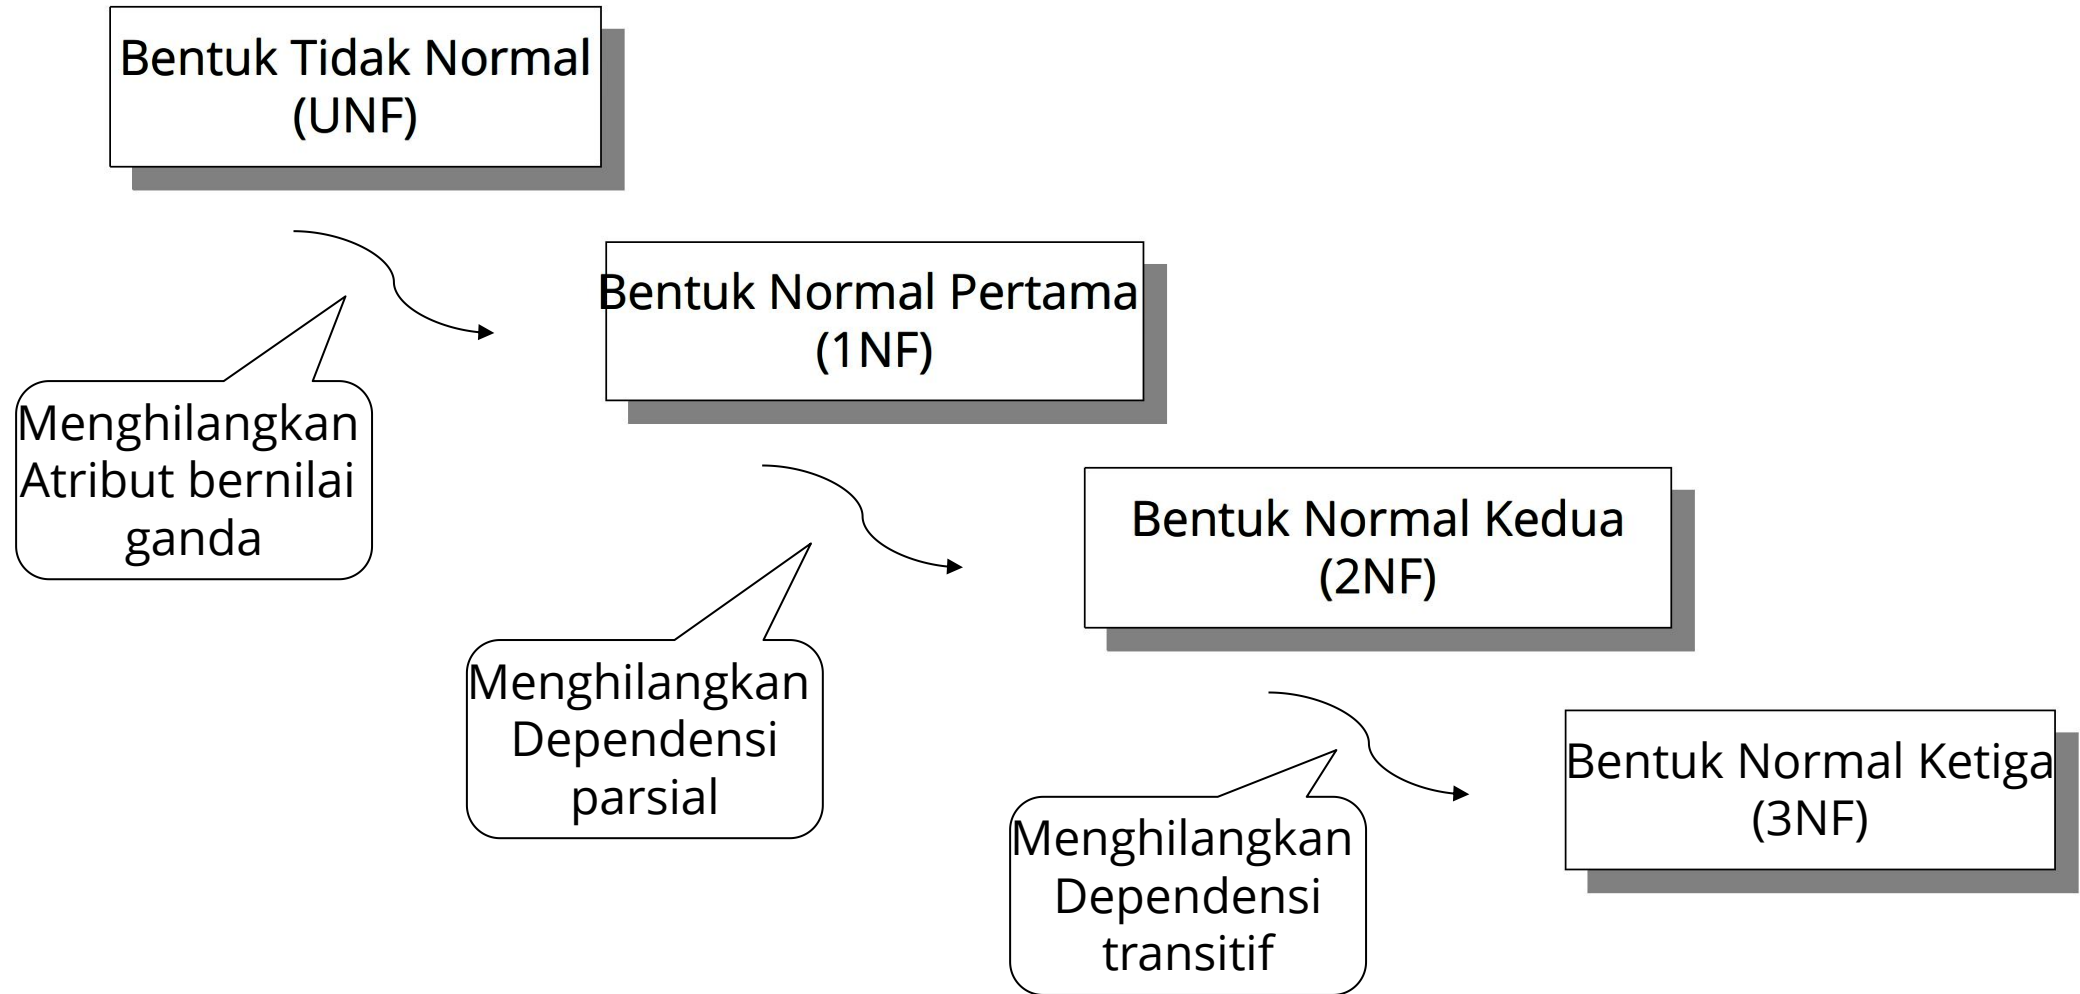 Bentuk Tidak Normal
(UNF)
Bentuk Normal Pertama
(1NF)
Menghilangkan
Atribut bernilai
ganda
Bentuk Normal Kedua
(2NF)
Menghilangkan
Dependensi
parsial
Bentuk Normal Ketiga
(3NF)
Menghilangkan
Dependensi
transitif